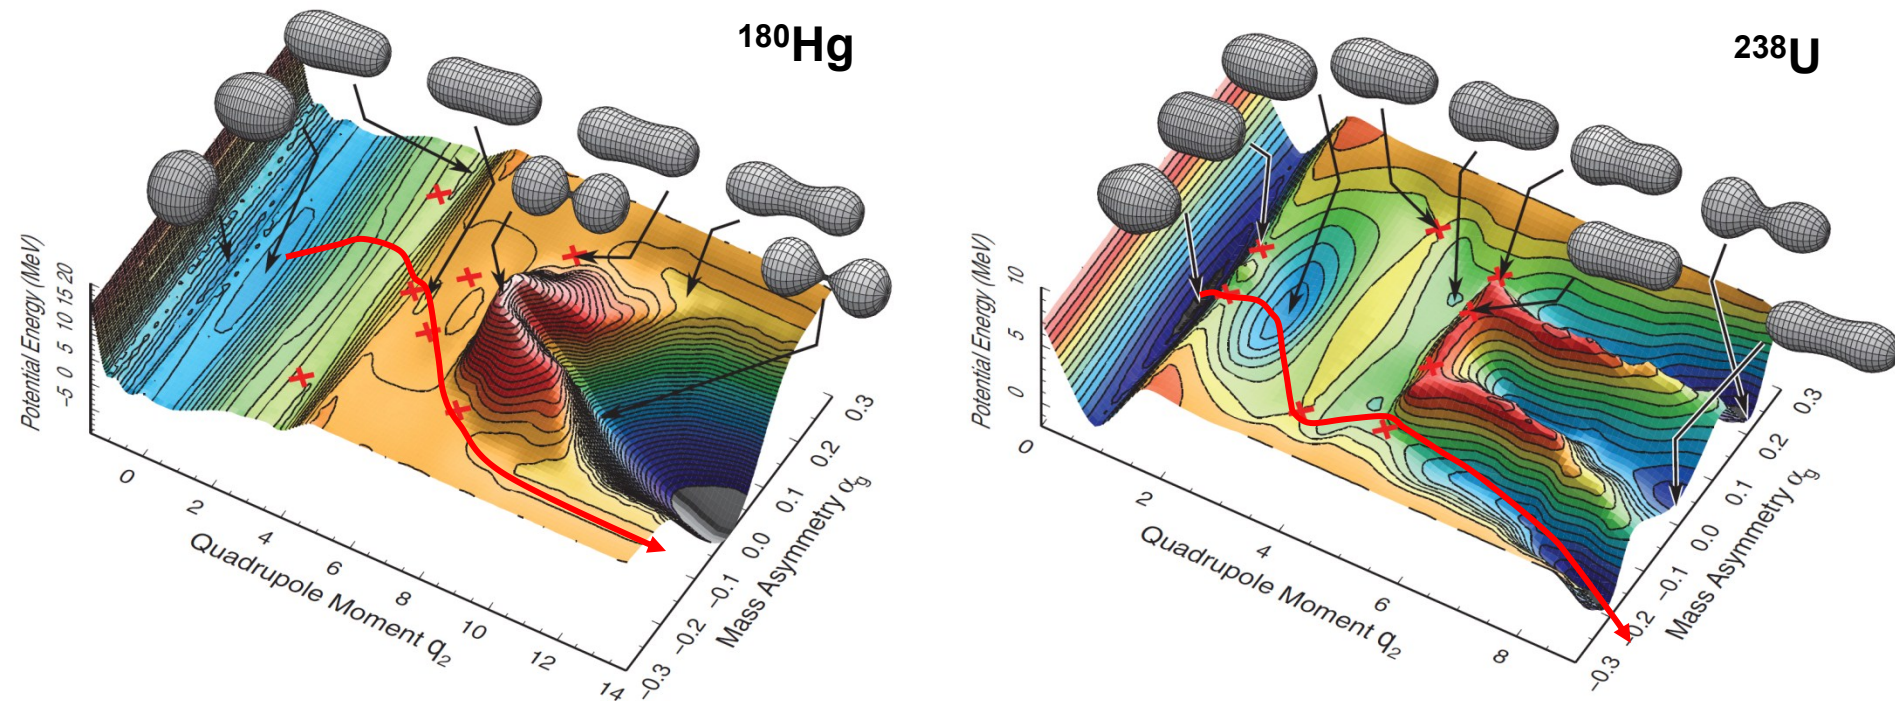 ¹⁸⁰Hg
Potential Energy (MeV)
−5 0 5 10 15 20
0 2 4 6 8 10 12 14
Quadrupole Moment q₂
−0.3 −0.2 −0.1 0.0 0.1 0.2 0.3
Mass Asymmetry αg
²³⁸U
Potential Energy (MeV)
0 5 10
0 2 4 6 8
Quadrupole Moment q₂
−0.3 −0.2 −0.1 0.0 0.1 0.2 0.3
Mass Asymmetry αg